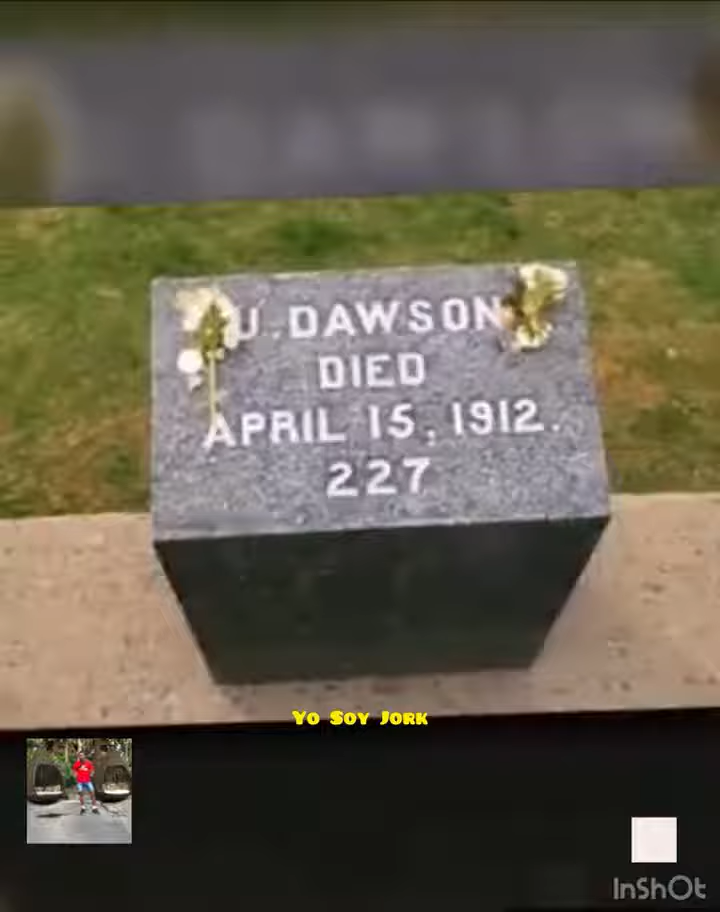 J. DAWSON
DIED
APRIL 15, 1912.
227
Yo Soy Jork
InShOt